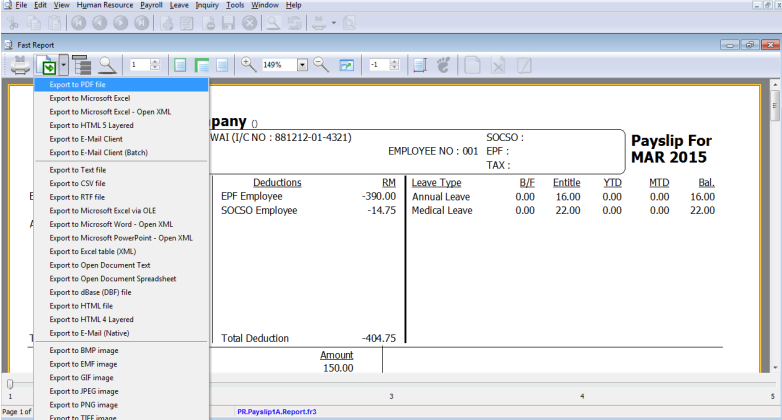 File Edit View Human Resource Payroll Leave Inquiry Tools Window Help
Fast Report
1 149% -1
Export to PDF file
Export to Microsoft Excel
Export to Microsoft Excel - Open XML
Export to HTML 5 Layered
Export to E-Mail Client
Export to E-Mail Client (Batch)
Export to Text file
Export to CSV file
Export to RTF file
Export to Microsoft Excel via OLE
Export to Microsoft Word - Open XML
Export to Microsoft PowerPoint - Open XML
Export to Excel table (XML)
Export to Open Document Text
Export to Open Document Spreadsheet
Export to dBase (DBF) file
Export to HTML file
Export to HTML 4 Layered
Export to E-Mail (Native)
Export to BMP image
Export to EMF image
Export to GIF image
Export to JPEG image
Export to PNG image
Export to TIFF image
pany ()
WAI (I/C NO : 881212-01-4321) SOCSO :
EMPLOYEE NO : 001 EPF :
TAX :
Payslip For
MAR 2015
Deductions RM Leave Type B/F Entitle YTD MTD Bal.
EPF Employee -390.00 Annual Leave 0.00 16.00 0.00 0.00 16.00
SOCSO Employee -14.75 Medical Leave 0.00 22.00 0.00 0.00 22.00
Total Deduction -404.75
Amount
150.00
1 3 4 5
Page 1 of PR.Payslip1A.Report.fr3